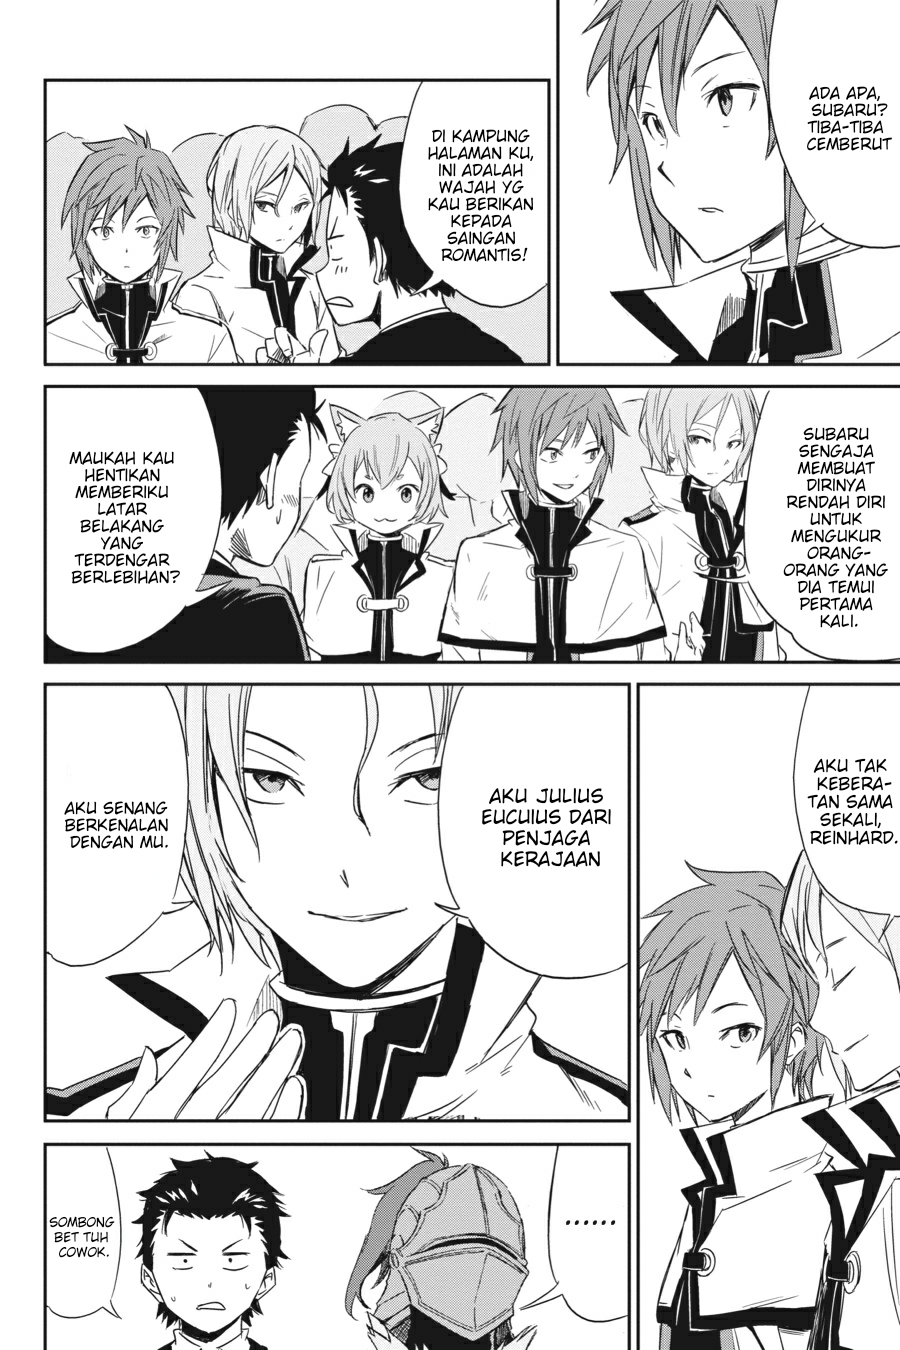 ADA APA,
SUBARU?
TIBA-TIBA
CEMBERUT
DI KAMPUNG
HALAMAN KU,
INI ADALAH
WAJAH YG
KAU BERIKAN
KEPADA
SAINGAN
ROMANTIS!
SUBARU
SENGAJA
MEMBUAT
DIRINYA
RENDAH DIRI
UNTUK
MENGUKUR
ORANG-
ORANG YANG
DIA TEMUI
PERTAMA
KALI.
MAUKAH KAU
HENTIKAN
MEMBERIKU
LATAR
BELAKANG
YANG
TERDENGAR
BERLEBIHAN?
AKU TAK
KEBERA-
TAN SAMA
SEKALI,
REINHARD.
AKU JULIUS
EUCUIUS DARI
PENJAGA
KERAJAAN
AKU SENANG
BERKENALAN
DENGAN MU.
......
SOMBONG
BET TUH
COWOK.